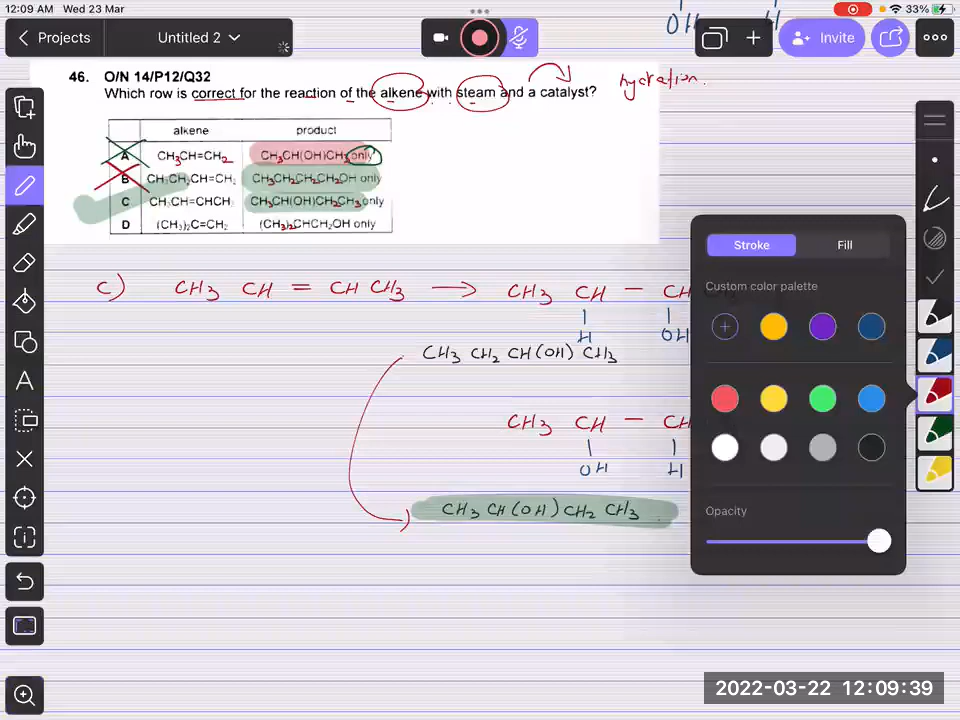 12:09 AM Wed 23 Mar
33%
Projects
Untitled 2
Invite
OH H
46. O/N 14/P12/Q32
Which row is correct for the reaction of the alkene with steam and a catalyst?
hydration.
alkene product
A CH3CH=CH2 CH3CH(OH)CH3 only
B CH3CH2CH=CH2 CH3CH2CH2CH2OH only
C CH3CH=CHCH3 CH3CH(OH)CH2CH3 only
D (CH3)2C=CH2 (CH3)2CHCH2OH only
C) CH3 CH = CH CH3 → CH3 CH — CH
H OH
CH3 CH2 CH(OH) CH3
CH3 CH — CH
OH H
CH3 CH(OH) CH2 CH3
Stroke Fill
Custom color palette
Opacity
2022-03-22 12:09:39